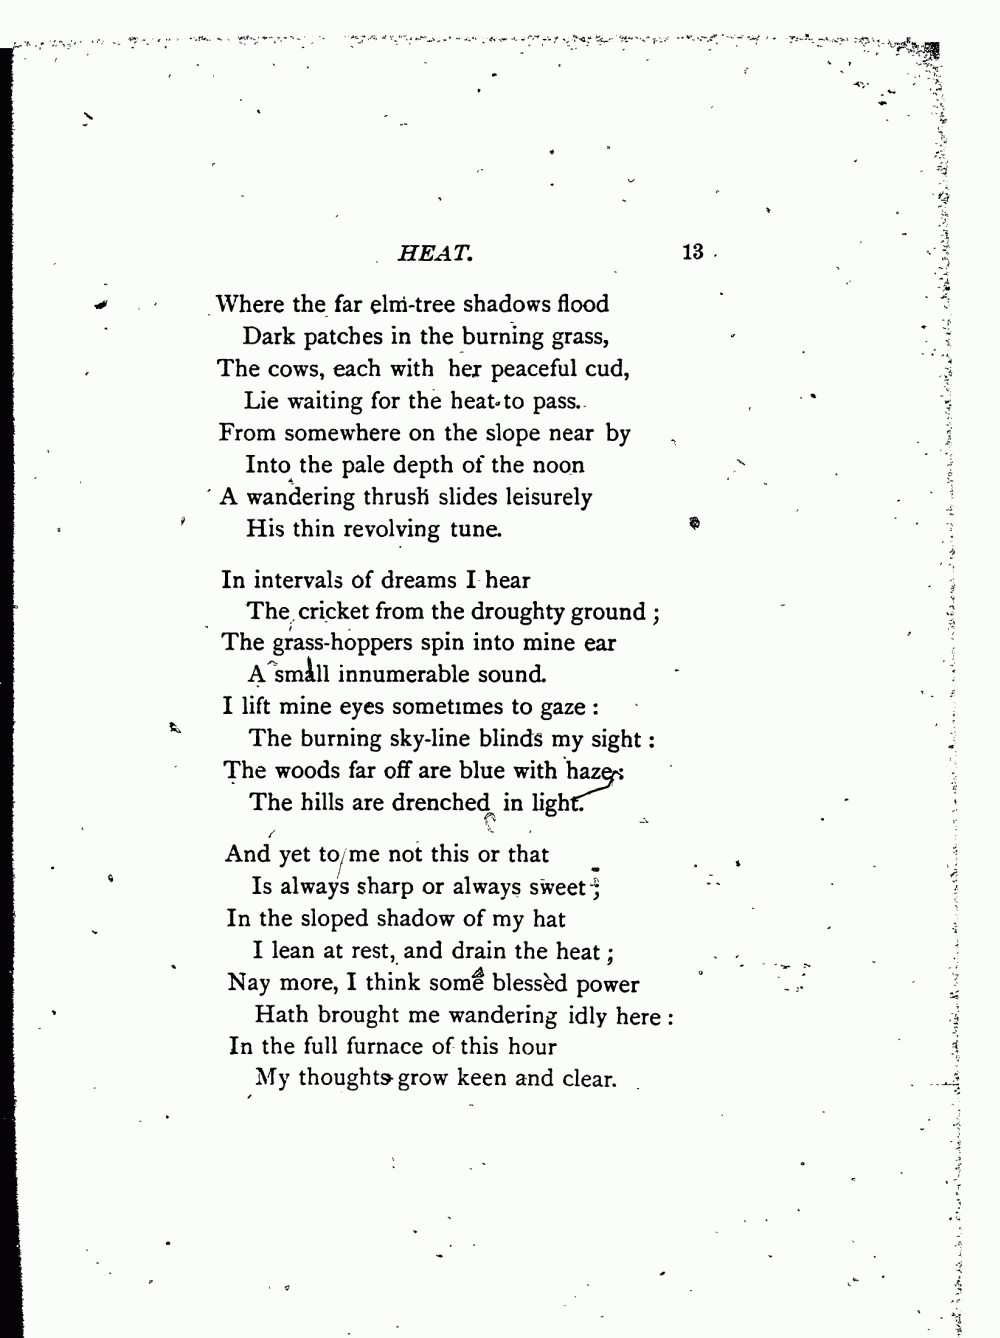 HEAT. 13
Where the far elm-tree shadows flood
Dark patches in the burning grass,
The cows, each with her peaceful cud,
Lie waiting for the heat to pass.
From somewhere on the slope near by
Into the pale depth of the noon
A wandering thrush slides leisurely
His thin revolving tune.
In intervals of dreams I hear
The cricket from the droughty ground ;
The grass-hoppers spin into mine ear
A small innumerable sound.
I lift mine eyes sometimes to gaze :
The burning sky-line blinds my sight :
The woods far off are blue with haze :
The hills are drenched in light.
And yet to me not this or that
Is always sharp or always sweet ;
In the sloped shadow of my hat
I lean at rest, and drain the heat ;
Nay more, I think some blessèd power
Hath brought me wandering idly here :
In the full furnace of this hour
My thoughts grow keen and clear.